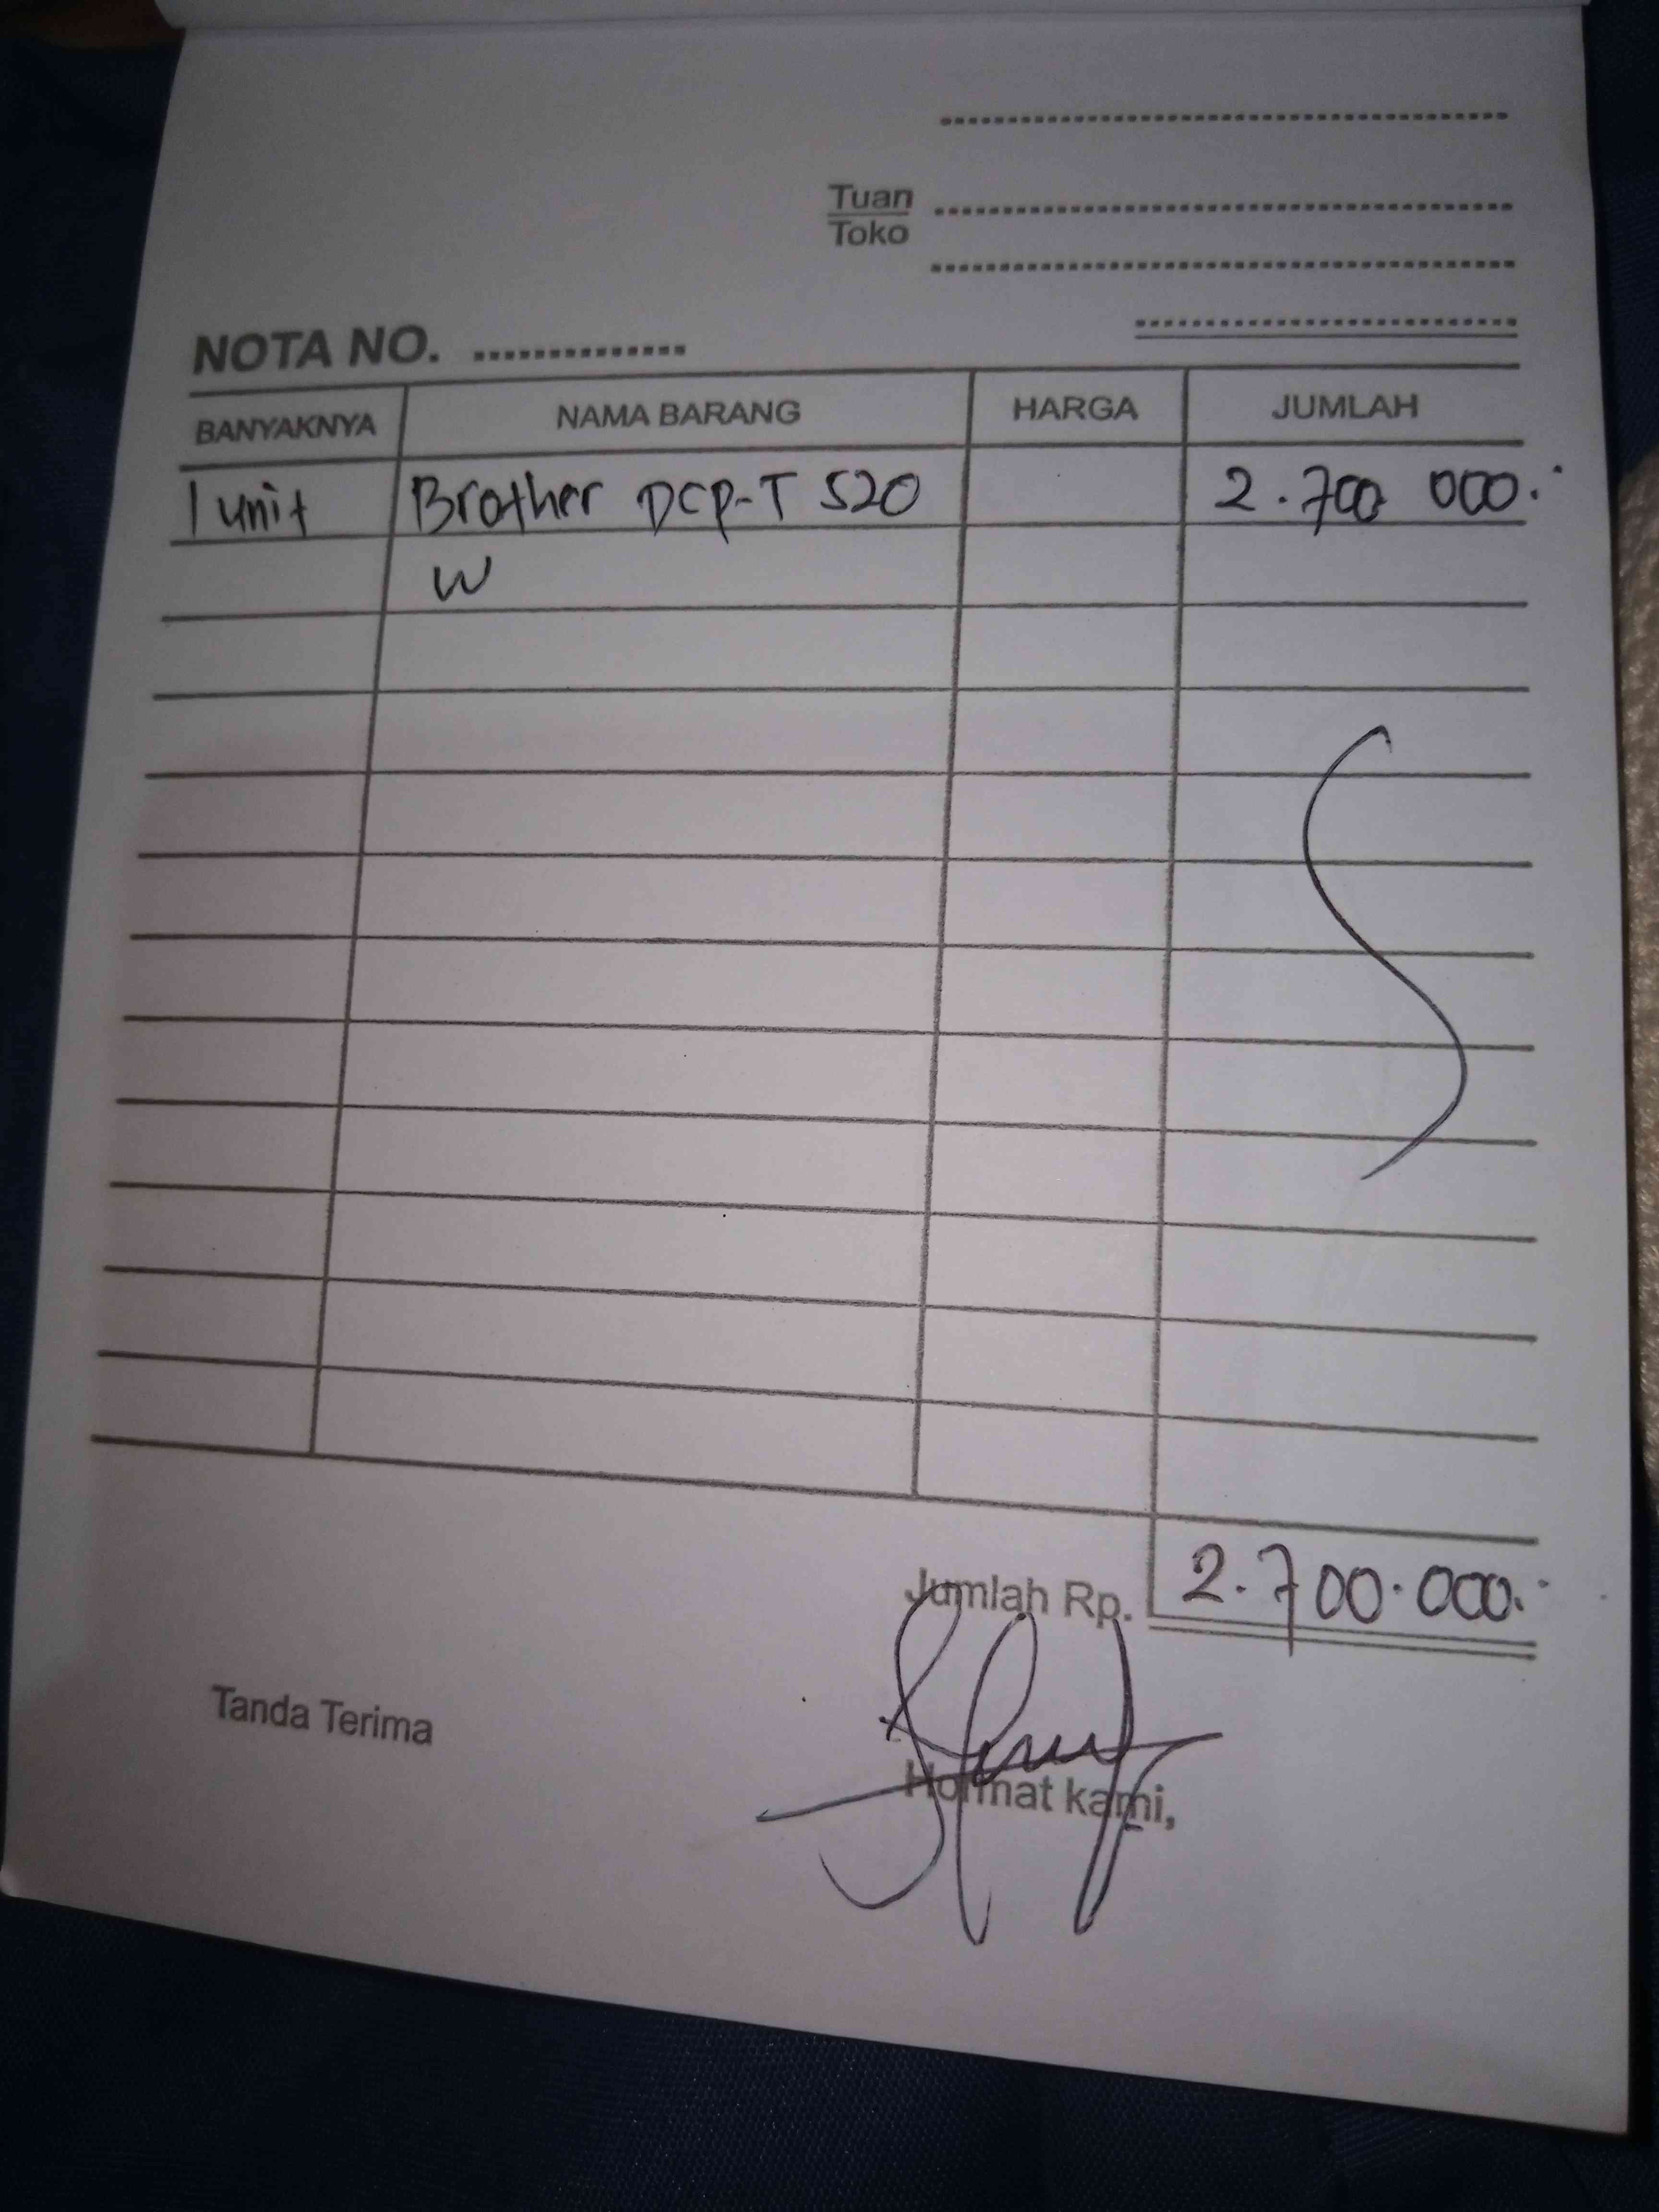 Tuan
Toko
NOTA NO.
BANYAKNYA NAMA BARANG HARGA JUMLAH
1 unit Brother DCP-T 520 2.700 000.-
W
Jumlah Rp. 2.700.000.-
Tanda Terima
Hormat kami,